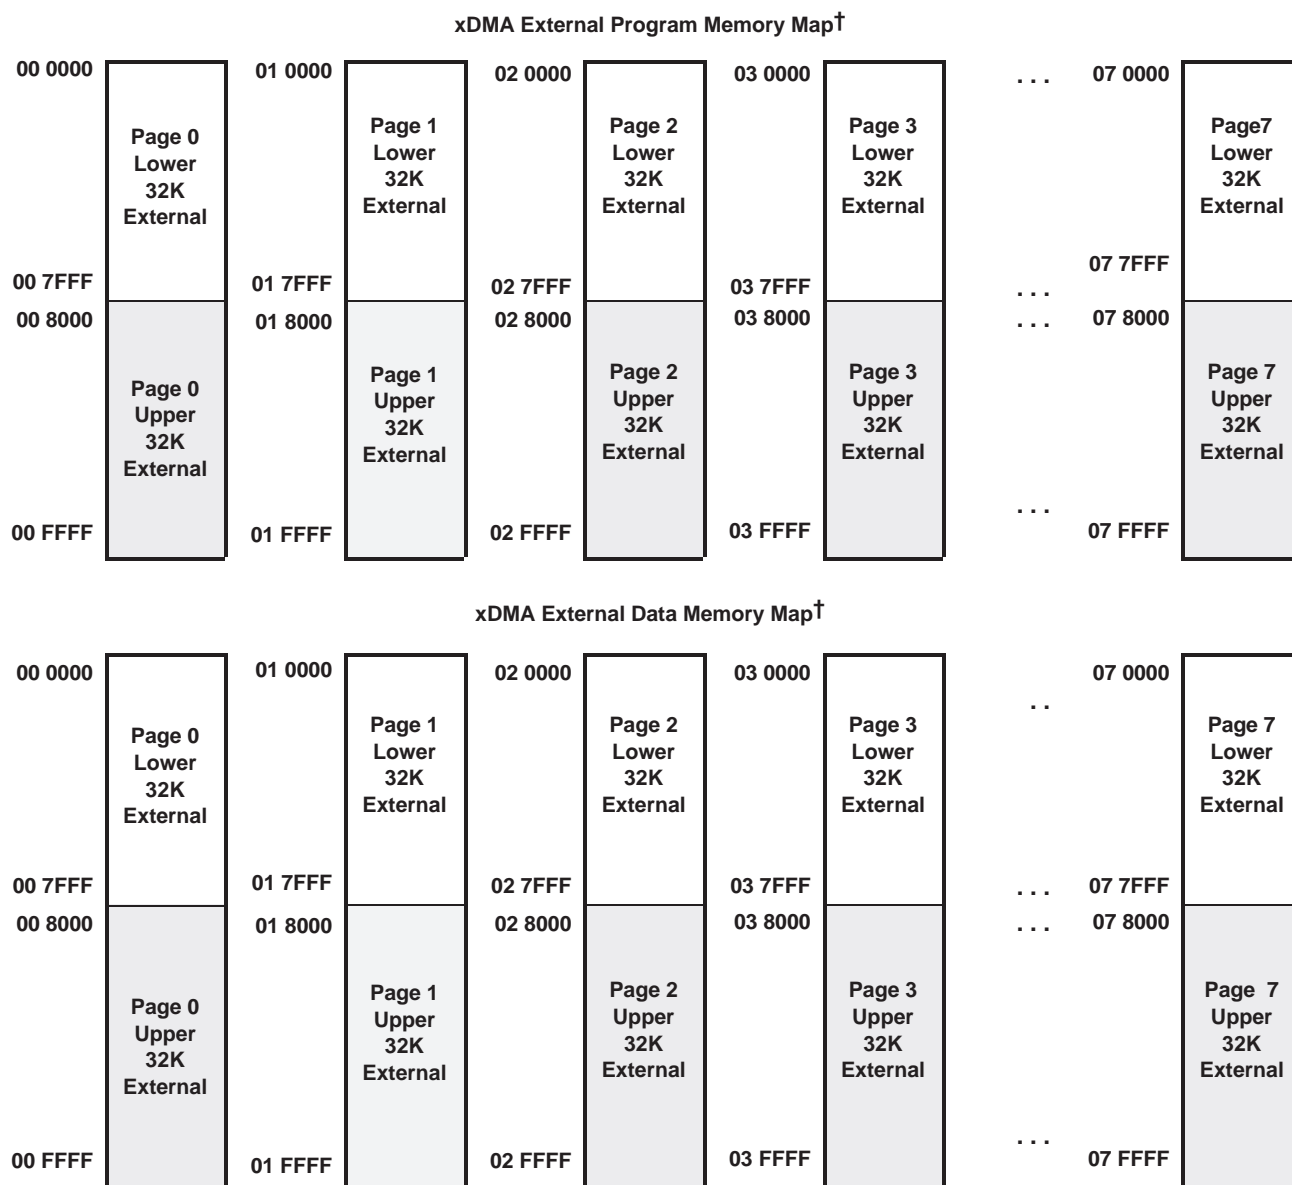 xDMA External Program Memory Map†
00 0000
01 0000
02 0000
03 0000
. . .
07 0000
Page 0
Lower
32K
External
Page 1
Lower
32K
External
Page 2
Lower
32K
External
Page 3
Lower
32K
External
Page7
Lower
32K
External
00 7FFF
01 7FFF
02 7FFF
03 7FFF
. . .
07 7FFF
00 8000
01 8000
02 8000
03 8000
. . .
07 8000
Page 0
Upper
32K
External
Page 1
Upper
32K
External
Page 2
Upper
32K
External
Page 3
Upper
32K
External
Page 7
Upper
32K
External
00 FFFF
01 FFFF
02 FFFF
03 FFFF
. . .
07 FFFF
xDMA External Data Memory Map†
00 0000
01 0000
02 0000
03 0000
. .
07 0000
Page 0
Lower
32K
External
Page 1
Lower
32K
External
Page 2
Lower
32K
External
Page 3
Lower
32K
External
Page 7
Lower
32K
External
00 7FFF
01 7FFF
02 7FFF
03 7FFF
. . .
07 7FFF
00 8000
01 8000
02 8000
03 8000
. . .
07 8000
Page 0
Upper
32K
External
Page 1
Upper
32K
External
Page 2
Upper
32K
External
Page 3
Upper
32K
External
Page 7
Upper
32K
External
00 FFFF
01 FFFF
02 FFFF
03 FFFF
. . .
07 FFFF